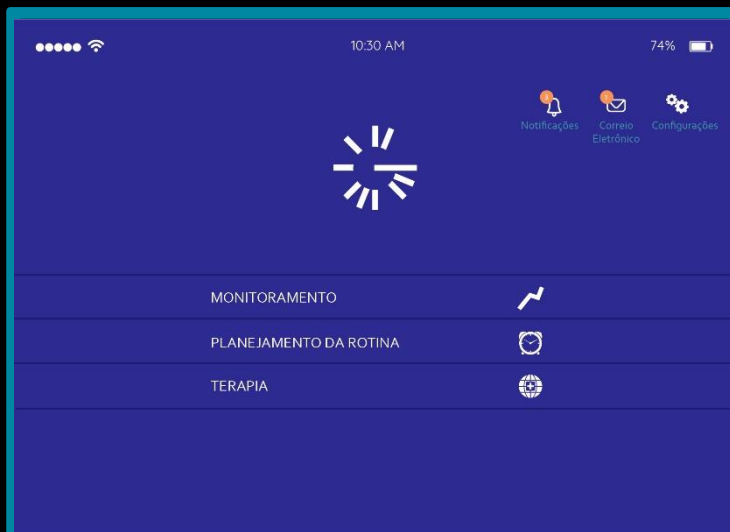 10:30 AM
74%
Notificações
Correio
Eletrônico
Configurações
MONITORAMENTO
PLANEJAMENTO DA ROTINA
TERAPIA